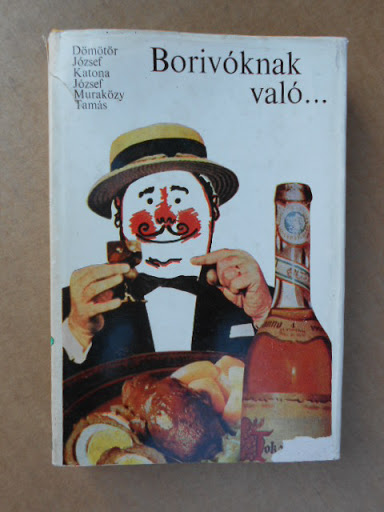 Dömötör
József
Katona
József
Muraközy
Tamás
Borivóknak
való...